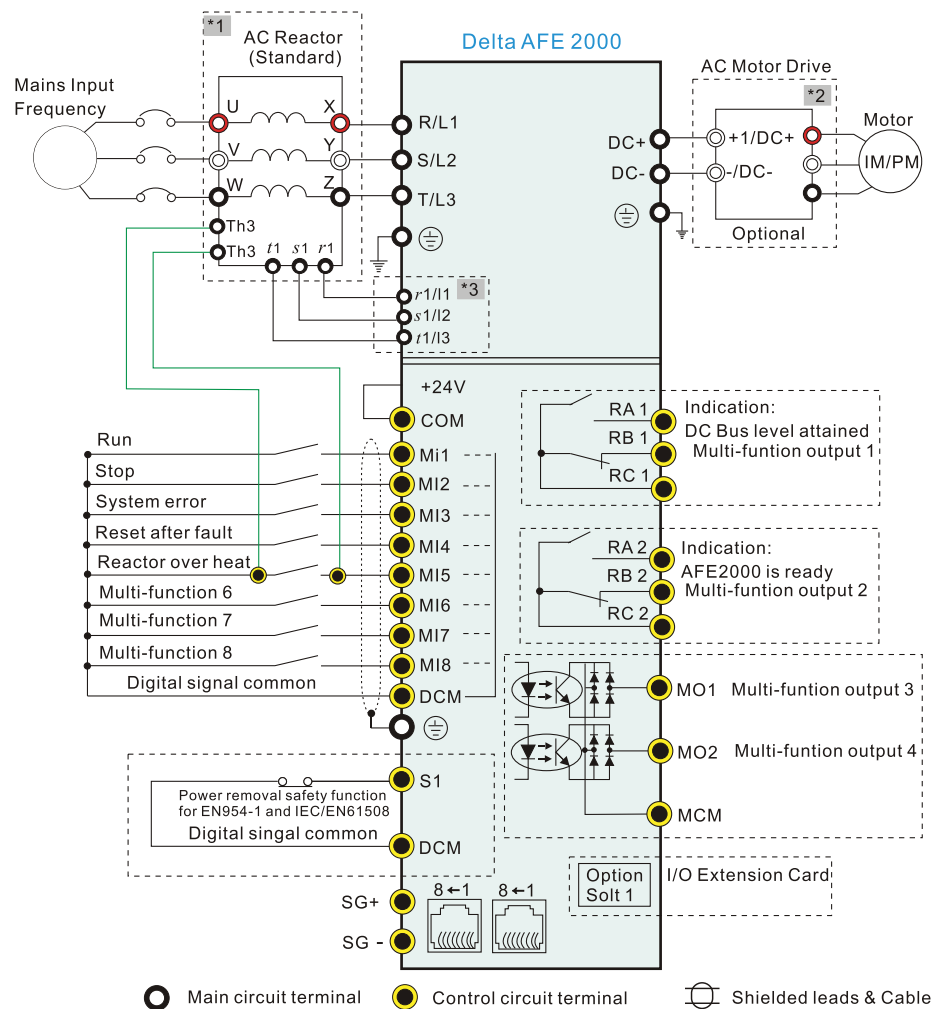 *1
AC Reactor
(Standard)
Delta AFE 2000
AC Motor Drive
*2
Mains Input
Frequency
U
X
V
Y
W
Z
Th3
Th3
t1 s1 r1
R/L1
S/L2
T/L3
r1/l1
*3
s1/l2
t1/l3
DC+
DC-
+1/DC+
-/DC-
Optional
Motor
IM/PM
+24V
COM
Run
Mi1
Stop
MI2
System error
MI3
Reset after fault
MI4
Reactor over heat
MI5
Multi-function 6
MI6
Multi-function 7
MI7
Multi-function 8
MI8
Digital signal common
DCM
RA 1
RB 1
RC 1
Indication:
DC Bus level attained
Multi-funtion output 1
RA 2
RB 2
RC 2
Indication:
AFE2000 is ready
Multi-funtion output 2
MO1
Multi-funtion output 3
MO2
Multi-funtion output 4
MCM
S1
Power removal safety function
for EN954-1 and IEC/EN61508
Digital singal common
DCM
SG+
SG -
8←1
8←1
Option
Solt 1
I/O Extension Card
Main circuit terminal
Control circuit terminal
Shielded leads & Cable